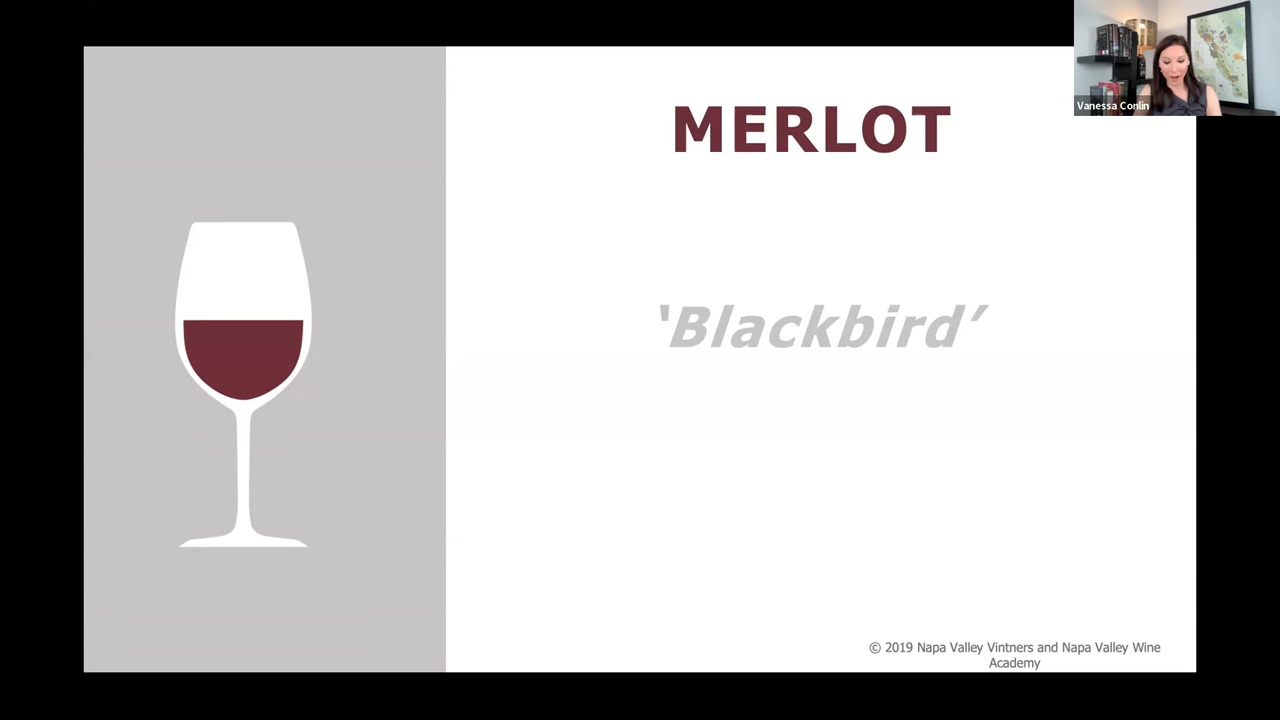 MERLOT
Vanessa Conlin
‘Blackbird’
© 2019 Napa Valley Vintners and Napa Valley Wine
Academy